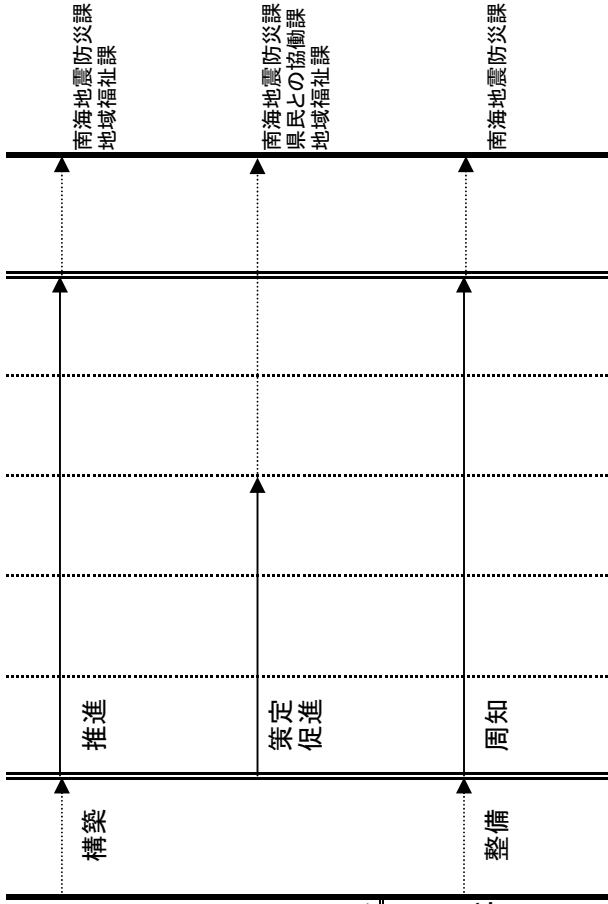 構築
推進
南海地震防災課
地域福祉課
策定
促進
南海地震防災課
県民との協働課
地域福祉課
整備
周知
南海地震防災課